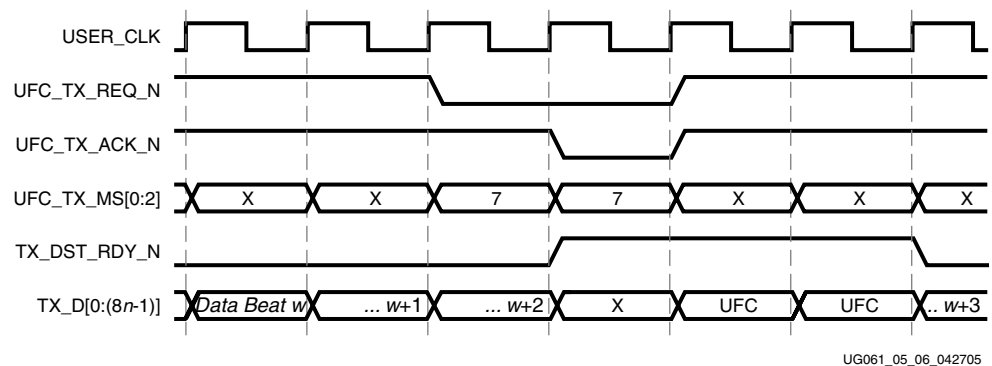 USER_CLK
UFC_TX_REQ_N
UFC_TX_ACK_N
UFC_TX_MS[0:2] X X 7 7 X X X
TX_DST_RDY_N
TX_D[0:(8n-1)] Data Beat w ... w+1 ... w+2 X UFC UFC .. w+3
UG061_05_06_042705